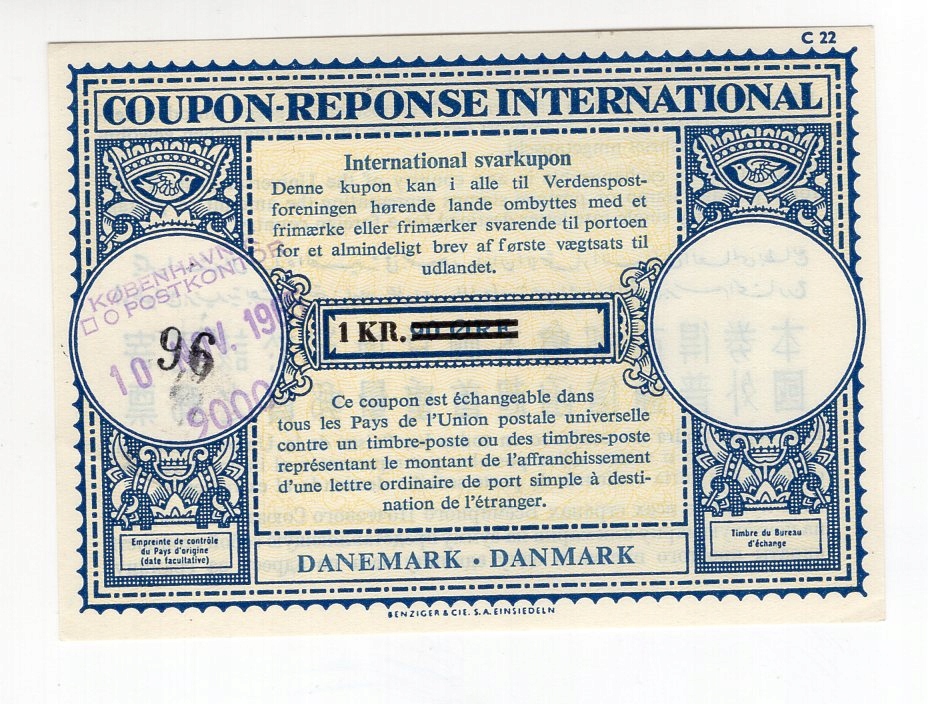 C 22
COUPON-REPONSE INTERNATIONAL
International svarkupon
Denne kupon kan i alle til Verdenspost-
foreningen hørende lande ombyttes med et
frimærke eller frimærker svarende til portoen
for et almindeligt brev af første vægtsats til
udlandet.
KØBENHAVN
POSTKONTOR
10
96
9000
1 KR. 90 ØRE
Ce coupon est échangeable dans
tous les Pays de l'Union postale universelle
contre un timbre-poste ou des timbres-poste
représentant le montant de l'affranchissement
d'une lettre ordinaire de port simple à desti-
nation de l'étranger.
Empreinte de contrôle
du Pays d'origine
(date facultative)
Timbre du Bureau
d'échange
DANEMARK · DANMARK
BENZIGER & CIE. S.A. EINSIEDELN